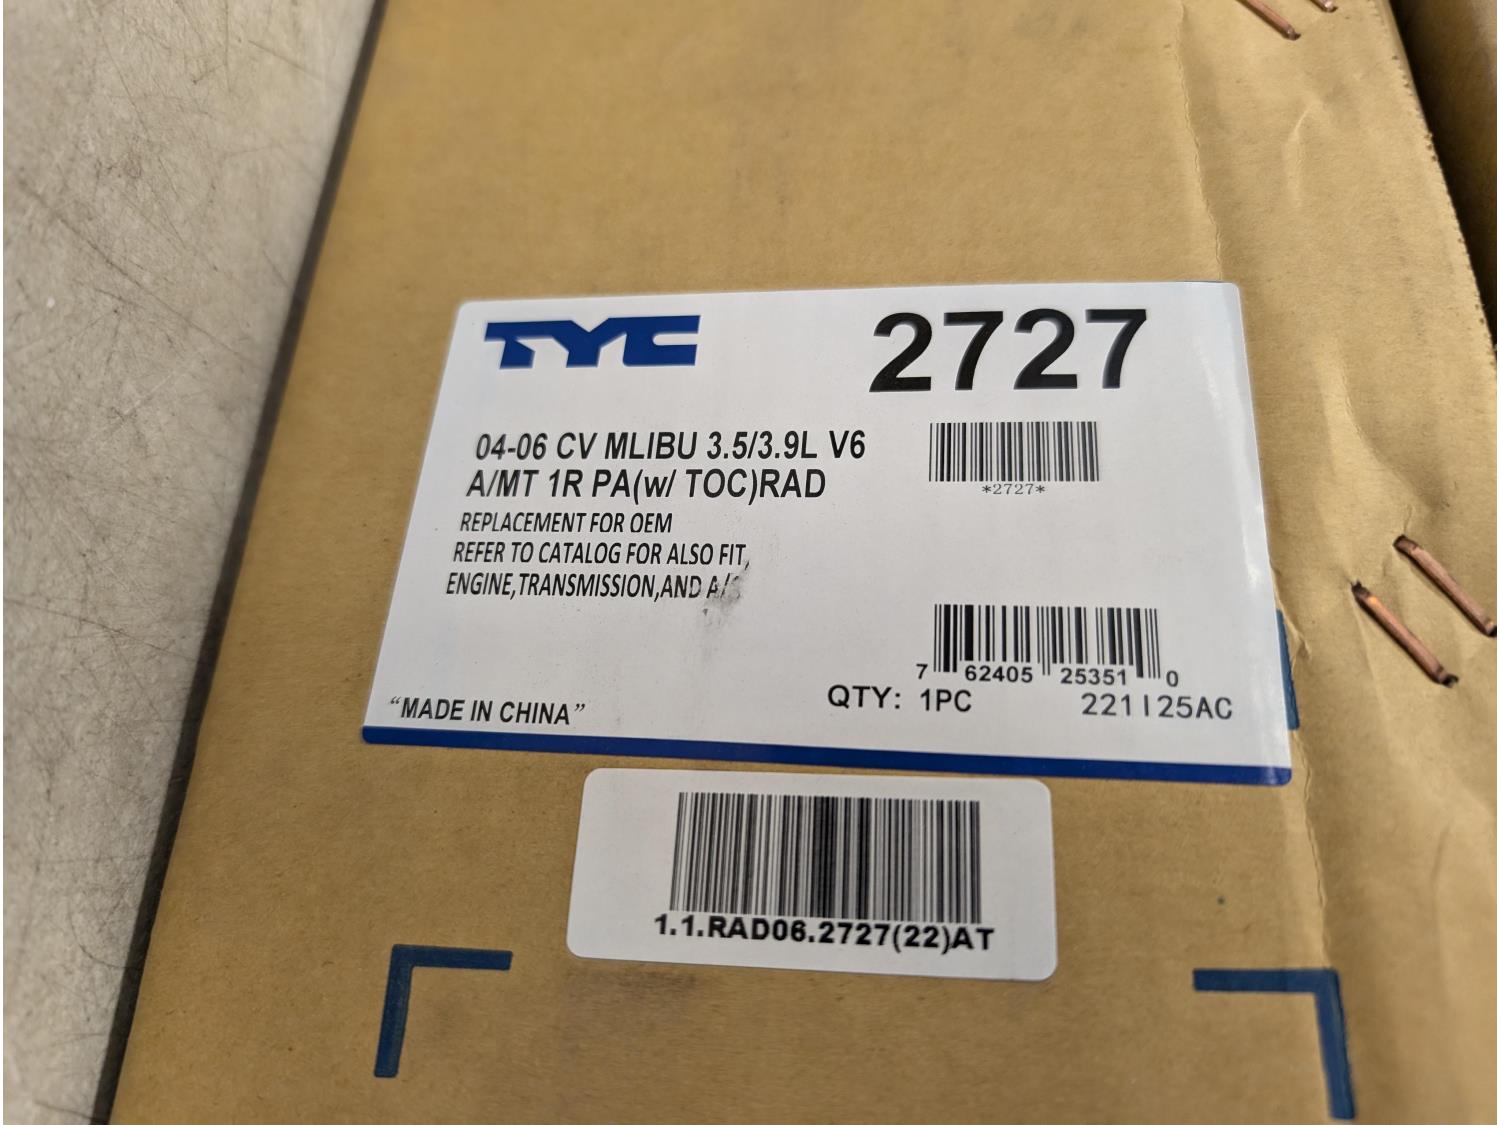 TYC
2727
04-06 CV MLIBU 3.5/3.9L V6
A/MT 1R PA(w/ TOC)RAD
*2727*
REPLACEMENT FOR OEM
REFER TO CATALOG FOR ALSO FIT,
ENGINE,TRANSMISSION,AND
7 62405 25351 0
QTY: 1PC
221I25AC
“MADE IN CHINA”
1.1.RAD06.2727(22)AT